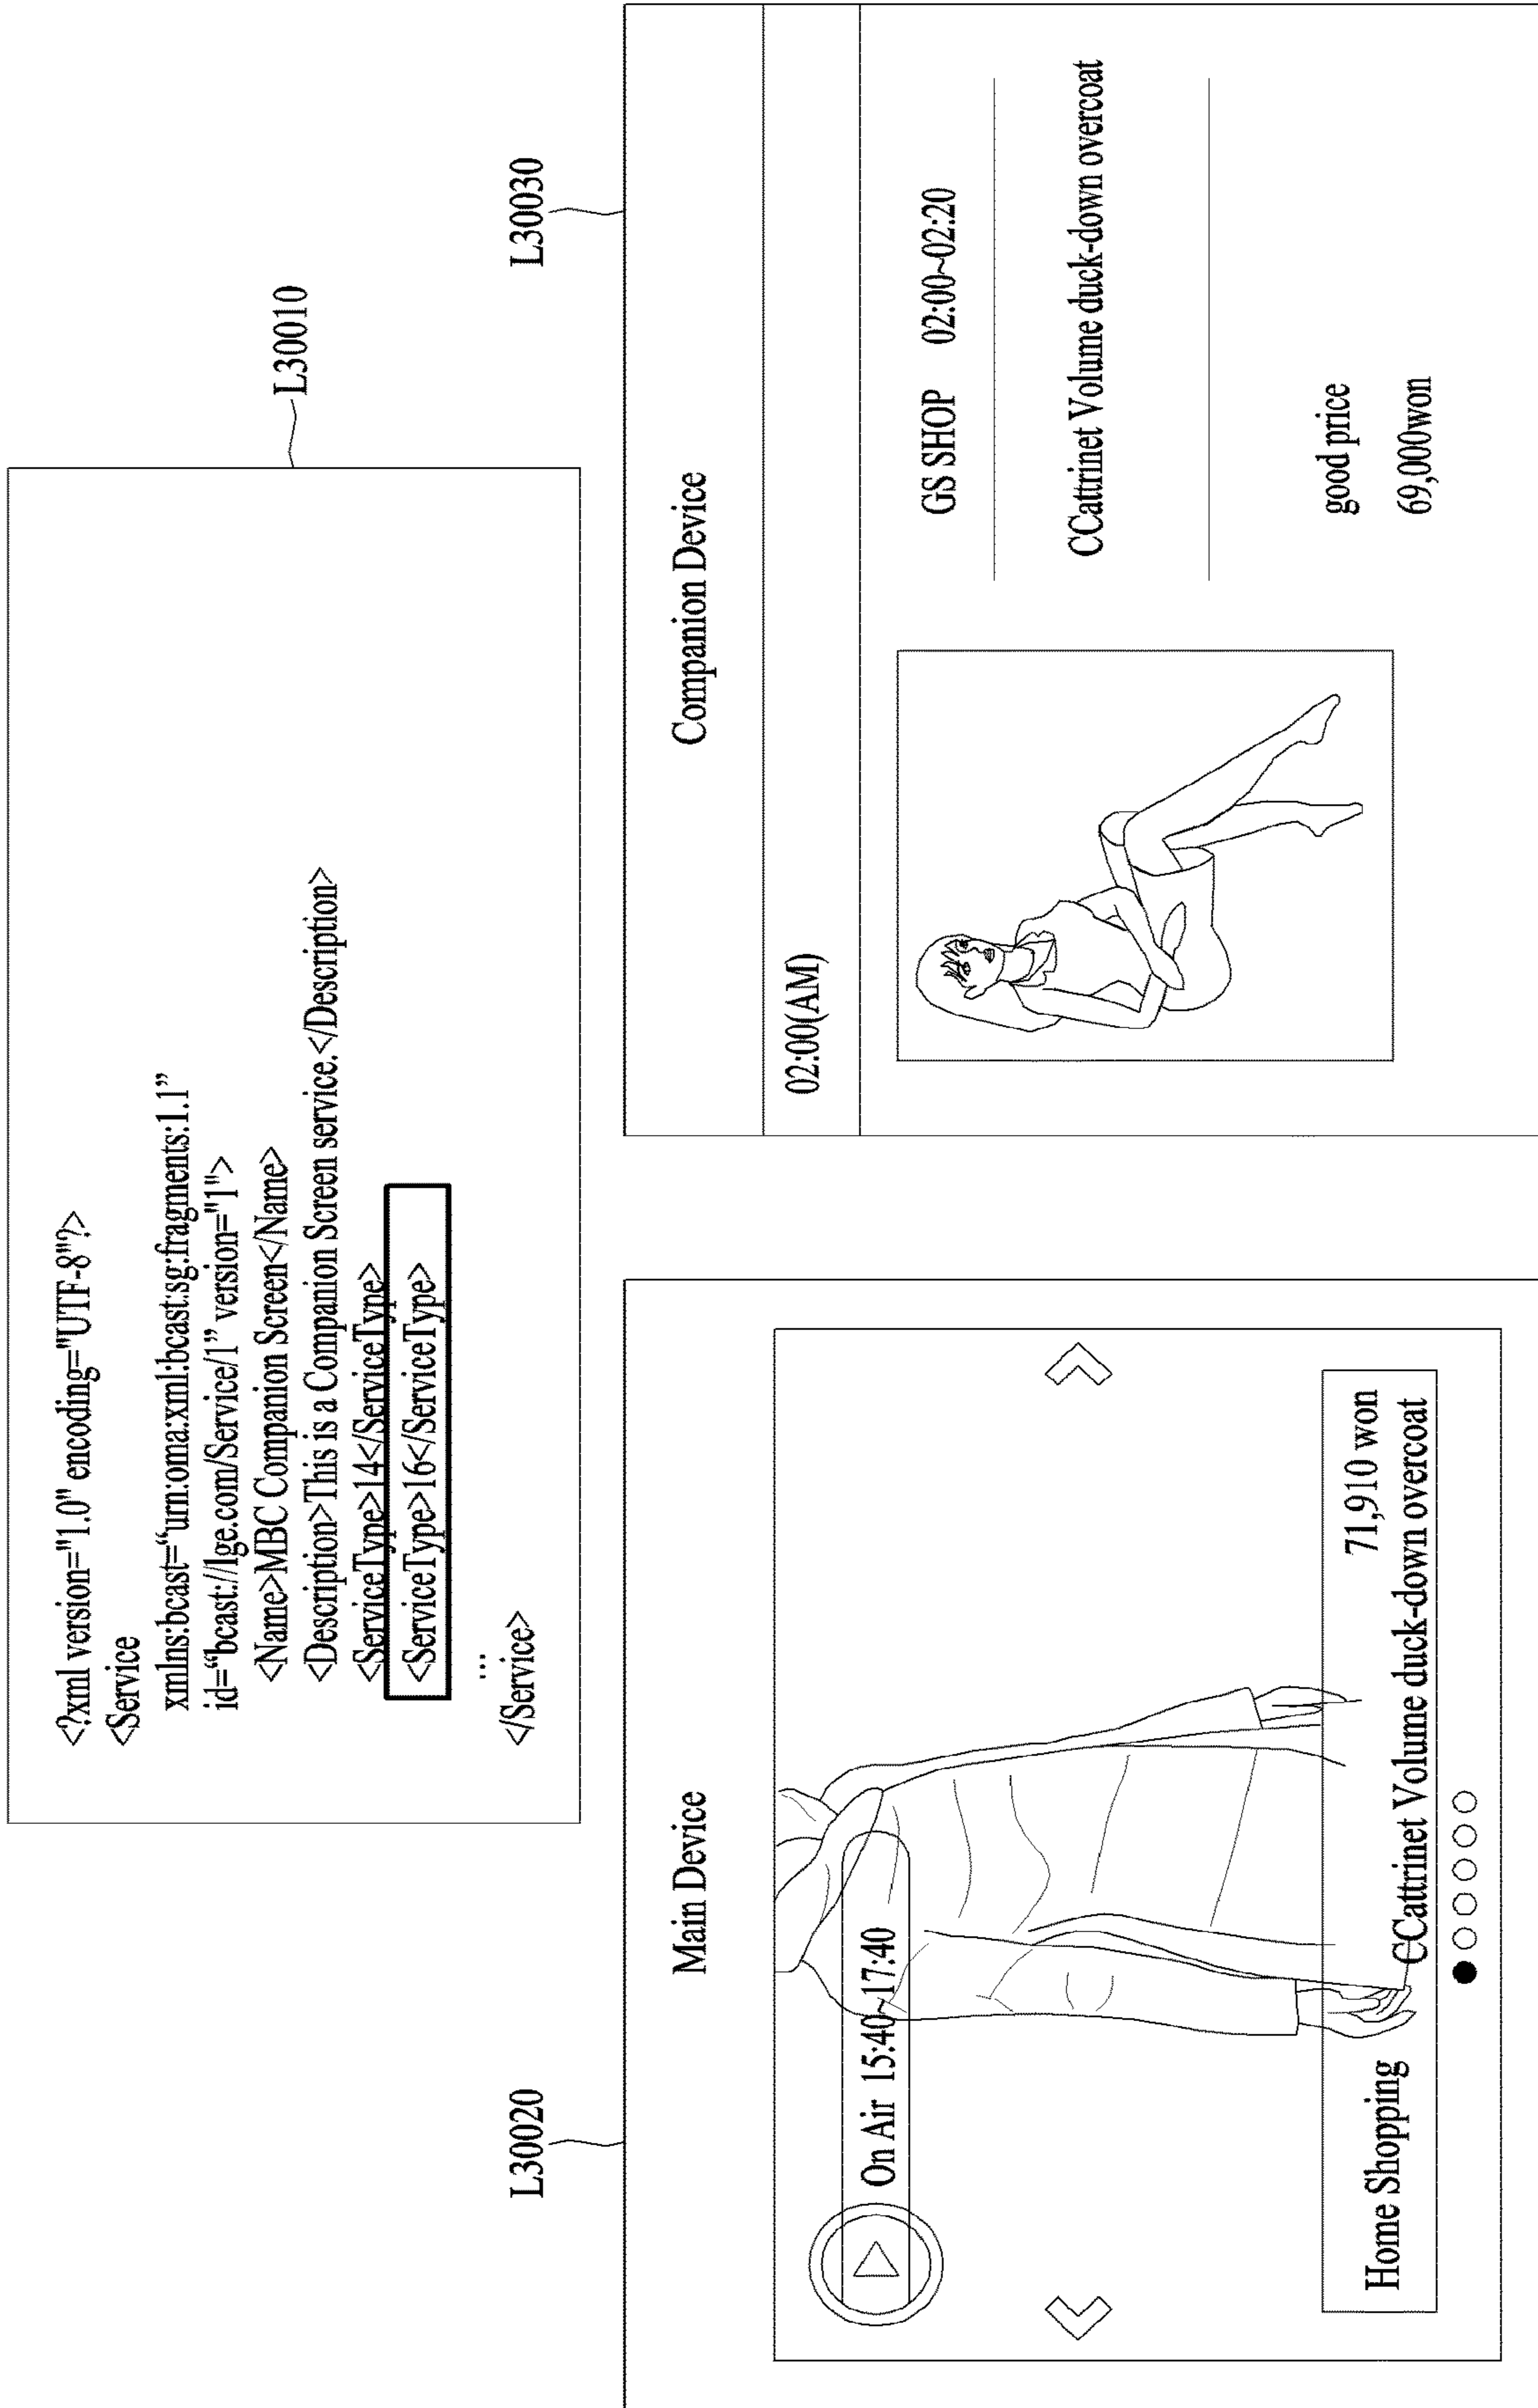 L30010
<?xml version="1.0" encoding="UTF-8"?>
<Service
xmlns:bcast=“urn:oma:xml:bcast:sg:fragments:1.1”
id=“bcast://lge.com/Service/1” version="1">
<Name>MBC Companion Screen</Name>
<Description>This is a Companion Screen service.</Description>
<ServiceType>14</ServiceType>
<ServiceType>16</ServiceType>
...
</Service>
L30020
Main Device
On Air 15:40~17:40
Home Shopping
71,910 won
CCattrinet Volume duck-down overcoat
L30030
Companion Device
02:00(AM)
GS SHOP 02:00~02:20
CCattrinet Volume duck-down overcoat
good price
69,000won